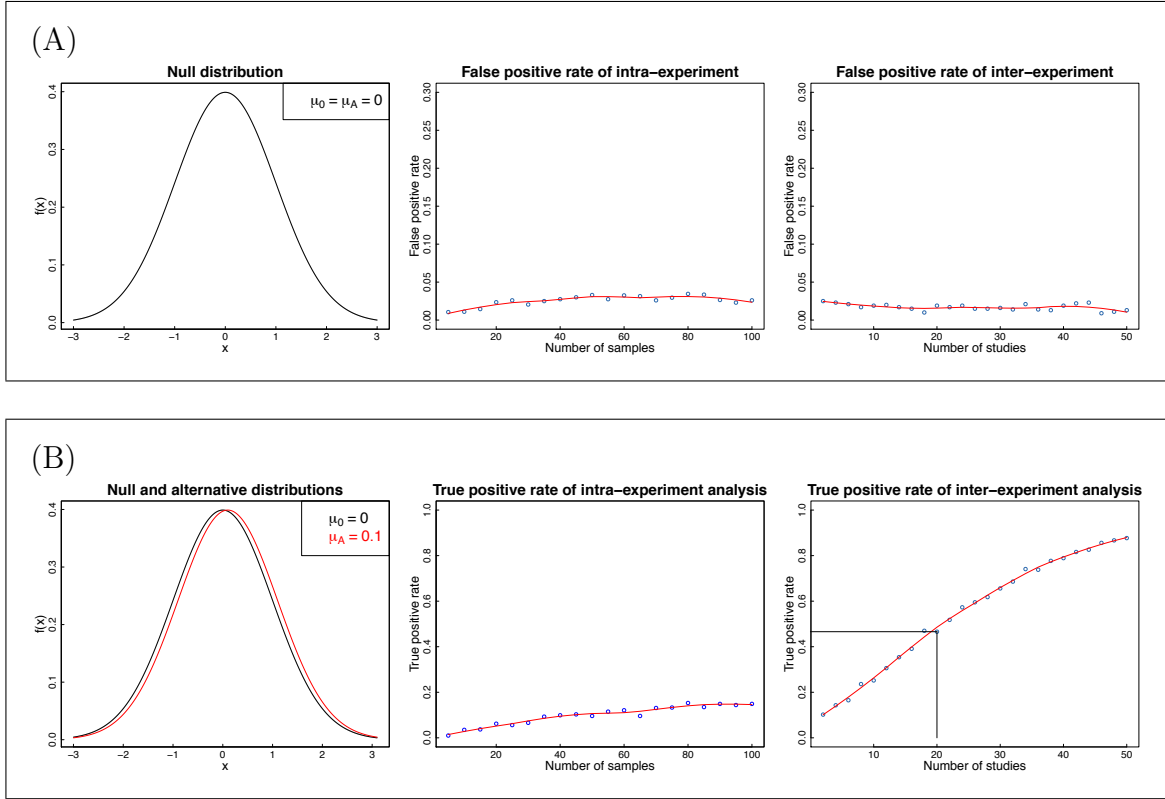 (A)
Null distribution
μ0 = μA = 0
f(x)
0.0 0.1 0.2 0.3 0.4
−3 −2 −1 0 1 2 3
x
False positive rate of intra−experiment
False positive rate
0.00 0.05 0.10 0.15 0.20 0.25 0.30
20 40 60 80 100
Number of samples
False positive rate of inter−experiment
False positive rate
0.00 0.05 0.10 0.15 0.20 0.25 0.30
10 20 30 40 50
Number of studies
(B)
Null and alternative distributions
μ0 = 0
μA = 0.1
f(x)
0.0 0.1 0.2 0.3 0.4
−3 −2 −1 0 1 2 3
x
True positive rate of intra−experiment analysis
True positive rate
0.0 0.2 0.4 0.6 0.8 1.0
20 40 60 80 100
Number of samples
True positive rate of inter−experiment analysis
True positive rate
0.0 0.2 0.4 0.6 0.8 1.0
10 20 30 40 50
Number of studies